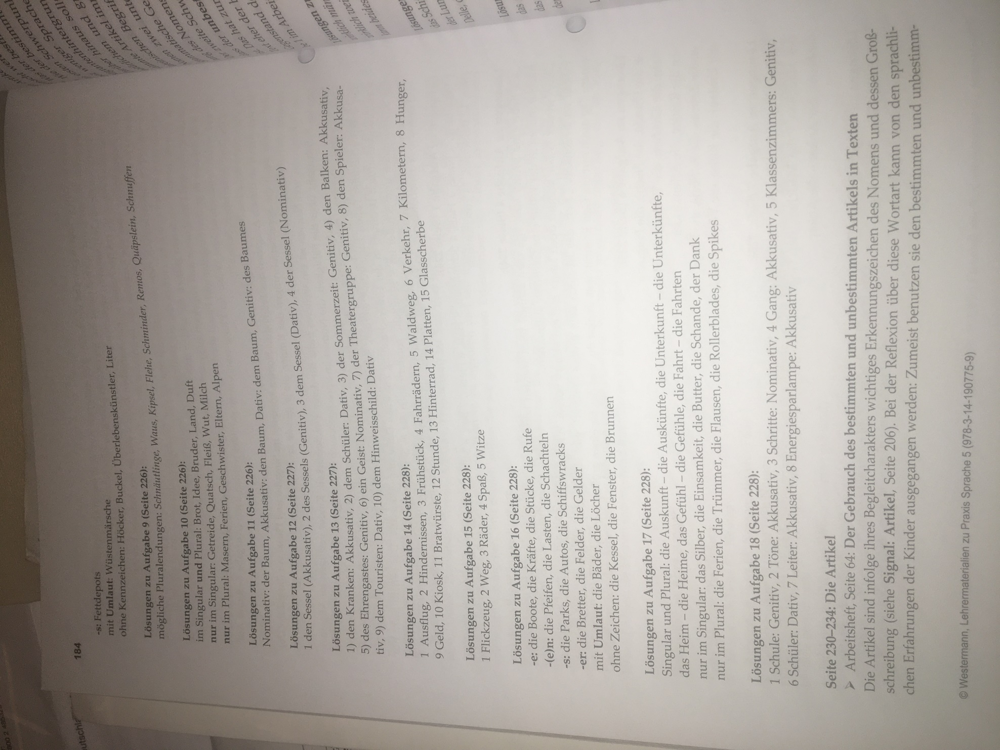 184
-s: Fettdepots
mit Umlaut: Wüstenmärsche
ohne Kennzeichen: Höcker, Buckel, Überlebenskünstler, Liter
Lösungen zu Aufgabe 9 (Seite 226):
mögliche Pluralendungen: Schnäutlinge, Waus, Kipsel, Flehe, Schminder, Remos, Quäpslein, Schnuffen
Lösungen zu Aufgabe 10 (Seite 226):
im Singular und Plural: Brot, Idee, Bruder, Land, Duft
nur im Singular: Getreide, Quatsch, Fleiß, Wut, Milch
nur im Plural: Masern, Ferien, Geschwister, Eltern, Alpen
Lösungen zu Aufgabe 11 (Seite 226):
Nominativ: der Baum, Akkusativ: den Baum, Dativ: dem Baum, Genitiv: des Baumes
Lösungen zu Aufgabe 12 (Seite 227):
1 den Sessel (Akkusativ), 2 des Sessels (Genitiv), 3 dem Sessel (Dativ), 4 der Sessel (Nominativ)
Lösungen zu Aufgabe 13 (Seite 227):
1) den Kranken: Akkusativ, 2) dem Schüler: Dativ, 3) der Sommerzeit: Genitiv, 4) den Balken: Akkusativ,
5) des Ehrengastes: Genitiv, 6) ein Geist: Nominativ, 7) der Theatergruppe: Genitiv, 8) den Spieler: Akkusa-
tiv, 9) dem Touristen: Dativ, 10) dem Hinweisschild: Dativ
Lösungen zu Aufgabe 14 (Seite 228):
1 Ausflug, 2 Hindernissen, 3 Frühstück, 4 Fahrrädern, 5 Waldweg, 6 Verkehr, 7 Kilometern, 8 Hunger,
9 Geld, 10 Kiosk, 11 Bratwürste, 12 Stunde, 13 Hinterrad, 14 Platten, 15 Glasscherbe
Lösungen zu Aufgabe 15 (Seite 228):
1 Flickzeug, 2 Weg, 3 Räder, 4 Spaß, 5 Witze
Lösungen zu Aufgabe 16 (Seite 228):
-e: die Boote, die Kräfte, die Stücke, die Rufe
-(e)n: die Pfeifen, die Lasten, die Schachteln
-s: die Parks, die Autos, die Schiffswracks
-er: die Bretter, die Felder, die Gelder
mit Umlaut: die Bäder, die Löcher
ohne Zeichen: die Kessel, die Fenster, die Brunnen
Lösungen zu Aufgabe 17 (Seite 228):
Singular und Plural: die Auskunft – die Auskünfte, die Unterkunft – die Unterkünfte,
das Heim – die Heime, das Gefühl – die Gefühle, die Fahrt – die Fahrten
nur im Singular: das Silber, die Einsamkeit, die Butter, die Schande, der Dank
nur im Plural: die Ferien, die Trümmer, die Flausen, die Rollerblades, die Spikes
Lösungen zu Aufgabe 18 (Seite 228):
1 Schule: Genitiv, 2 Töne: Akkusativ, 3 Schritte: Nominativ, 4 Gang: Akkusativ, 5 Klassenzimmers: Genitiv,
6 Schüler: Dativ, 7 Leiter: Akkusativ, 8 Energiesparlampe: Akkusativ
Seite 230–234: Die Artikel
➢ Arbeitsheft, Seite 64: Der Gebrauch des bestimmten und unbestimmten Artikels in Texten
Die Artikel sind infolge ihres Begleitcharakters wichtiges Erkennungszeichen des Nomens und dessen Groß-
schreibung (siehe Signal: Artikel, Seite 206). Bei der Reflexion über diese Wortart kann von den sprachli-
chen Erfahrungen der Kinder ausgegangen werden: Zumeist benutzen sie den bestimmten und unbestimm-
© Westermann, Lehrermaterialien zu Praxis Sprache 5 (978-3-14-190775-9)